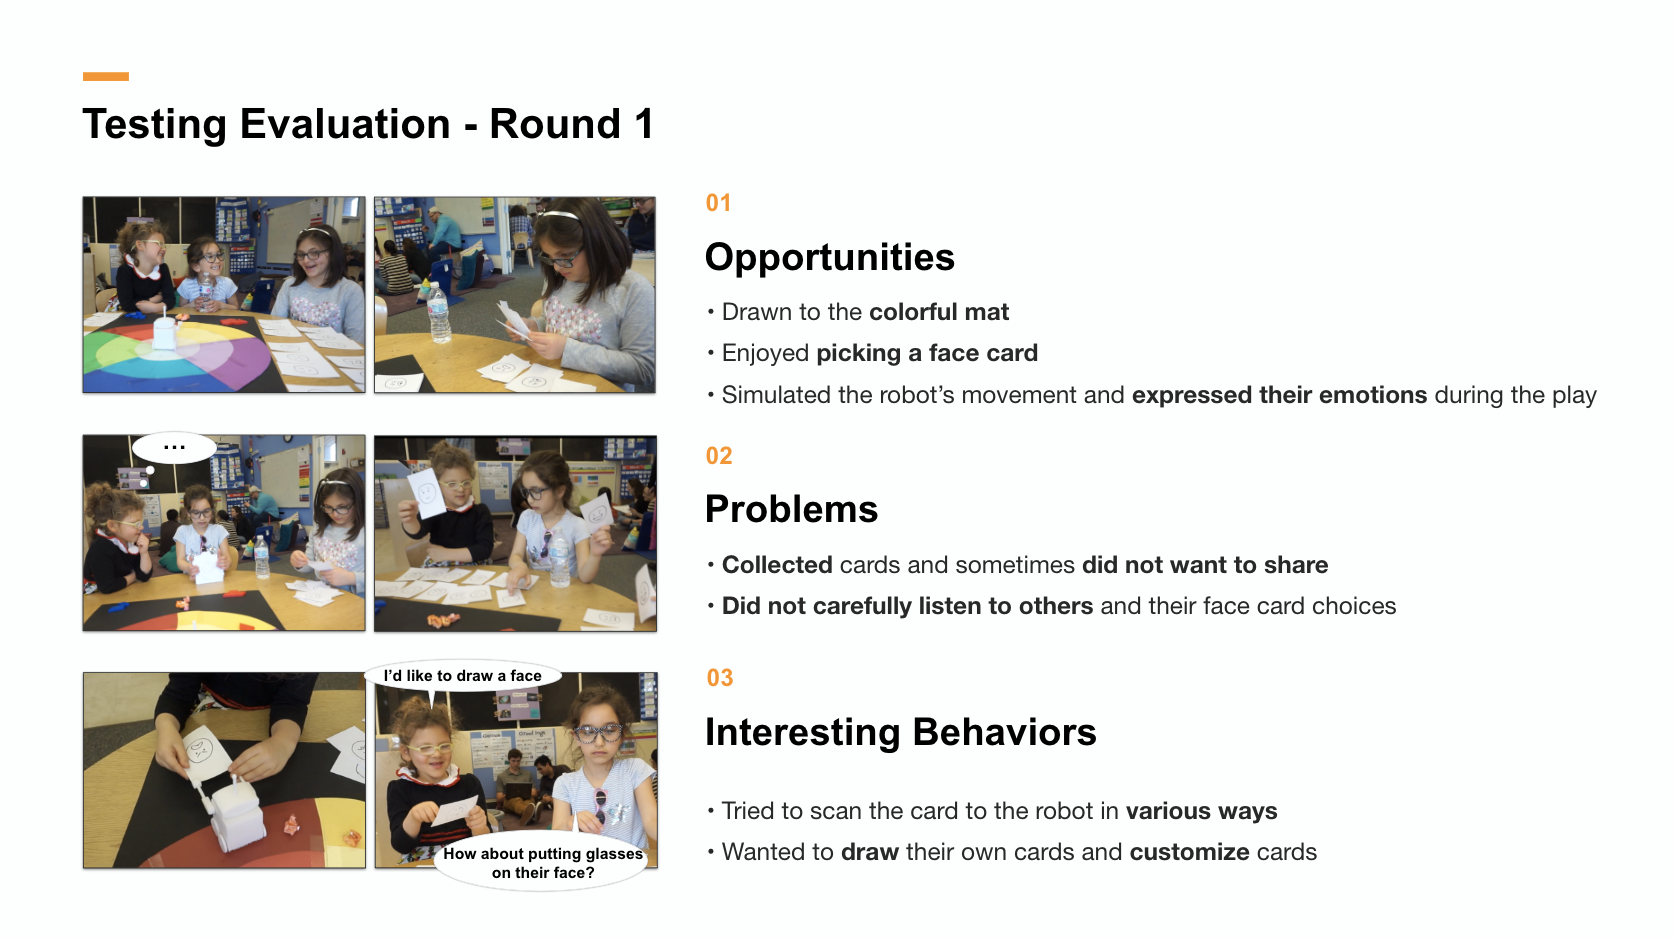 Testing Evaluation - Round 1
01
Opportunities
• Drawn to the colorful mat
• Enjoyed picking a face card
• Simulated the robot’s movement and expressed their emotions during the play
...
02
Problems
• Collected cards and sometimes did not want to share
• Did not carefully listen to others and their face card choices
I’d like to draw a face
How about putting glasses
on their face?
03
Interesting Behaviors
• Tried to scan the card to the robot in various ways
• Wanted to draw their own cards and customize cards